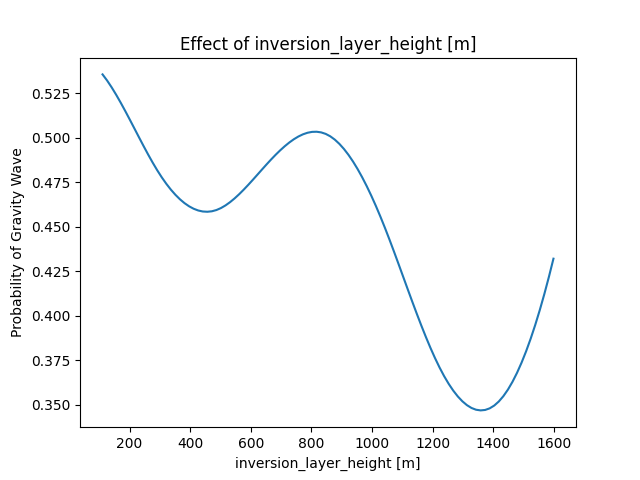 Effect of inversion_layer_height [m]
Probability of Gravity Wave
0.525
0.500
0.475
0.450
0.425
0.400
0.375
0.350
200 400 600 800 1000 1200 1400 1600
inversion_layer_height [m]